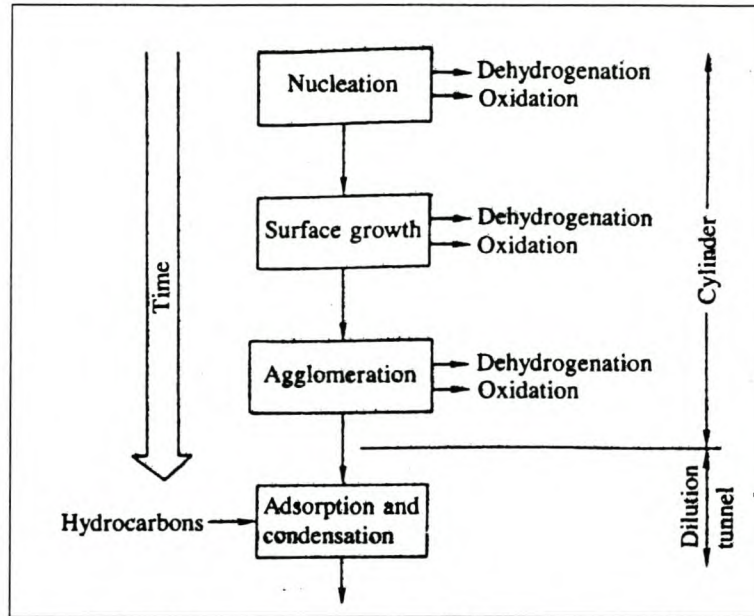 Nucleation
Dehydrogenation
Oxidation
Surface growth
Dehydrogenation
Oxidation
Time
Cylinder
Agglomeration
Dehydrogenation
Oxidation
Hydrocarbons
Adsorption and
condensation
Dilution
tunnel